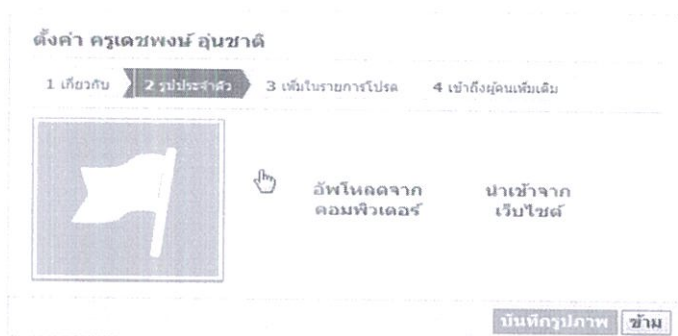 ตั้งค่า ครูเดชพงษ์ อุ่นชาติ
1 เกี่ยวกับ 2 รูปประจำตัว 3 เพิ่มในรายการโปรด 4 เข้าถึงผู้คนเพิ่มเติม
อัพโหลดจาก
คอมพิวเตอร์
นำเข้าจาก
เว็บไซต์
บันทึกรูปภาพ ข้าม